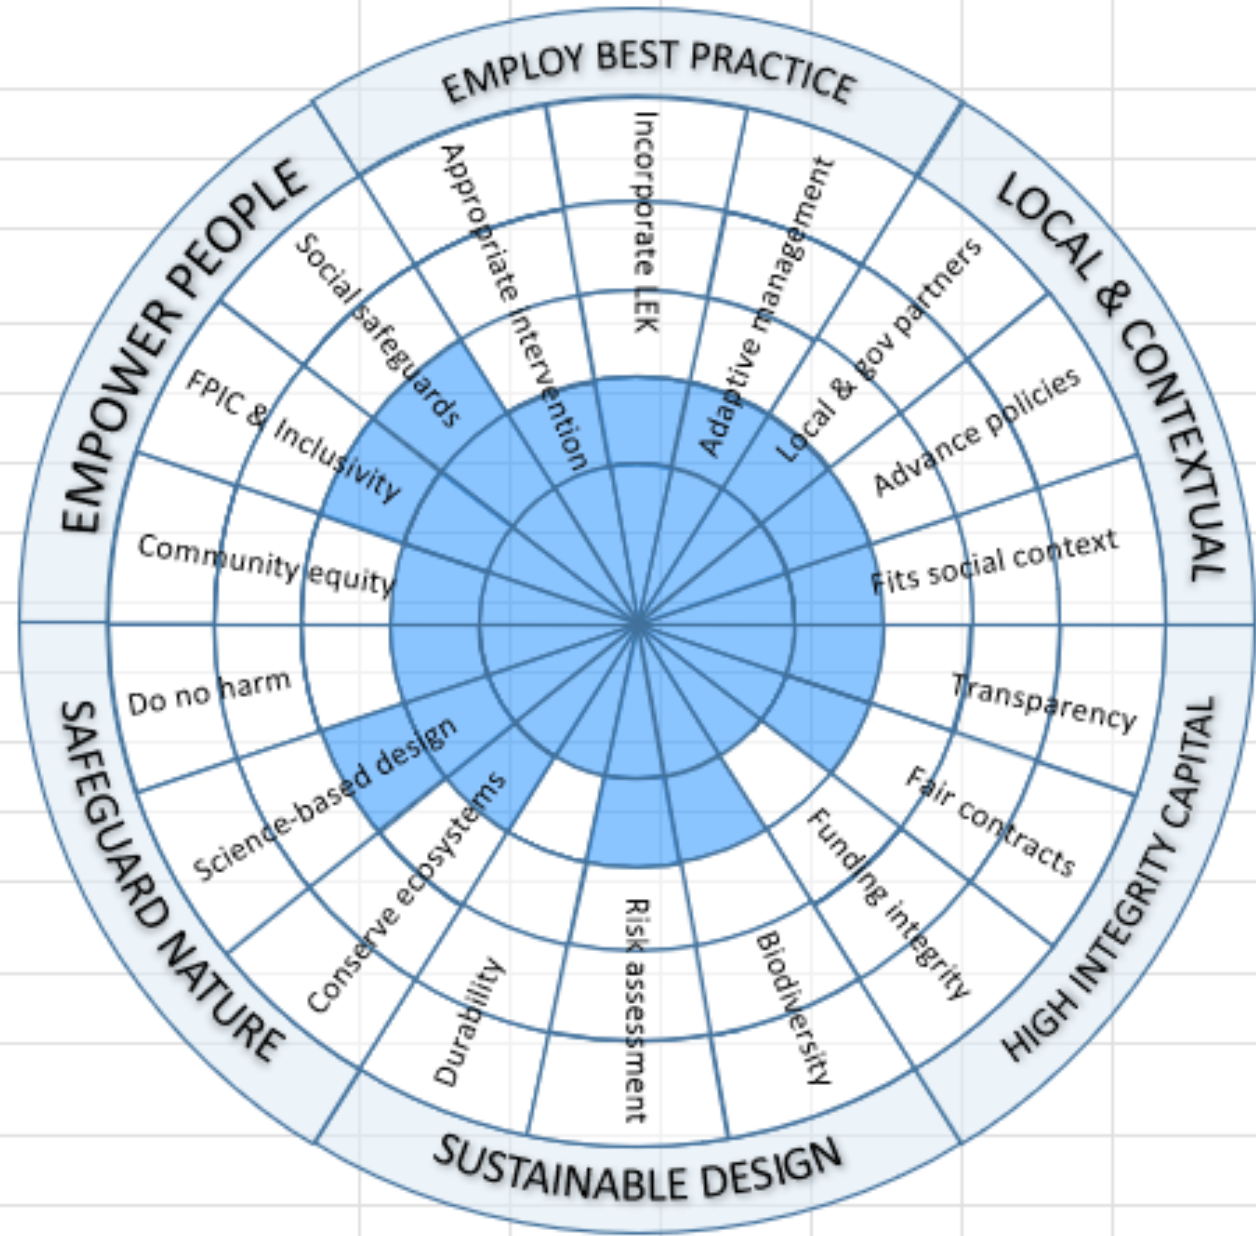 EMPLOY BEST PRACTICE
Appropriate intervention
Incorporate LEK
Adaptive management
LOCAL & CONTEXTUAL
Local & gov partners
Advance policies
Fits social context
HIGH INTEGRITY CAPITAL
Transparency
Fair contracts
Funding integrity
SUSTAINABLE DESIGN
Biodiversity
Risk assessment
Durability
SAFEGUARD NATURE
Conserve ecosystems
Science-based design
Do no harm
EMPOWER PEOPLE
Community equity
FPIC & Inclusivity
Social safeguards